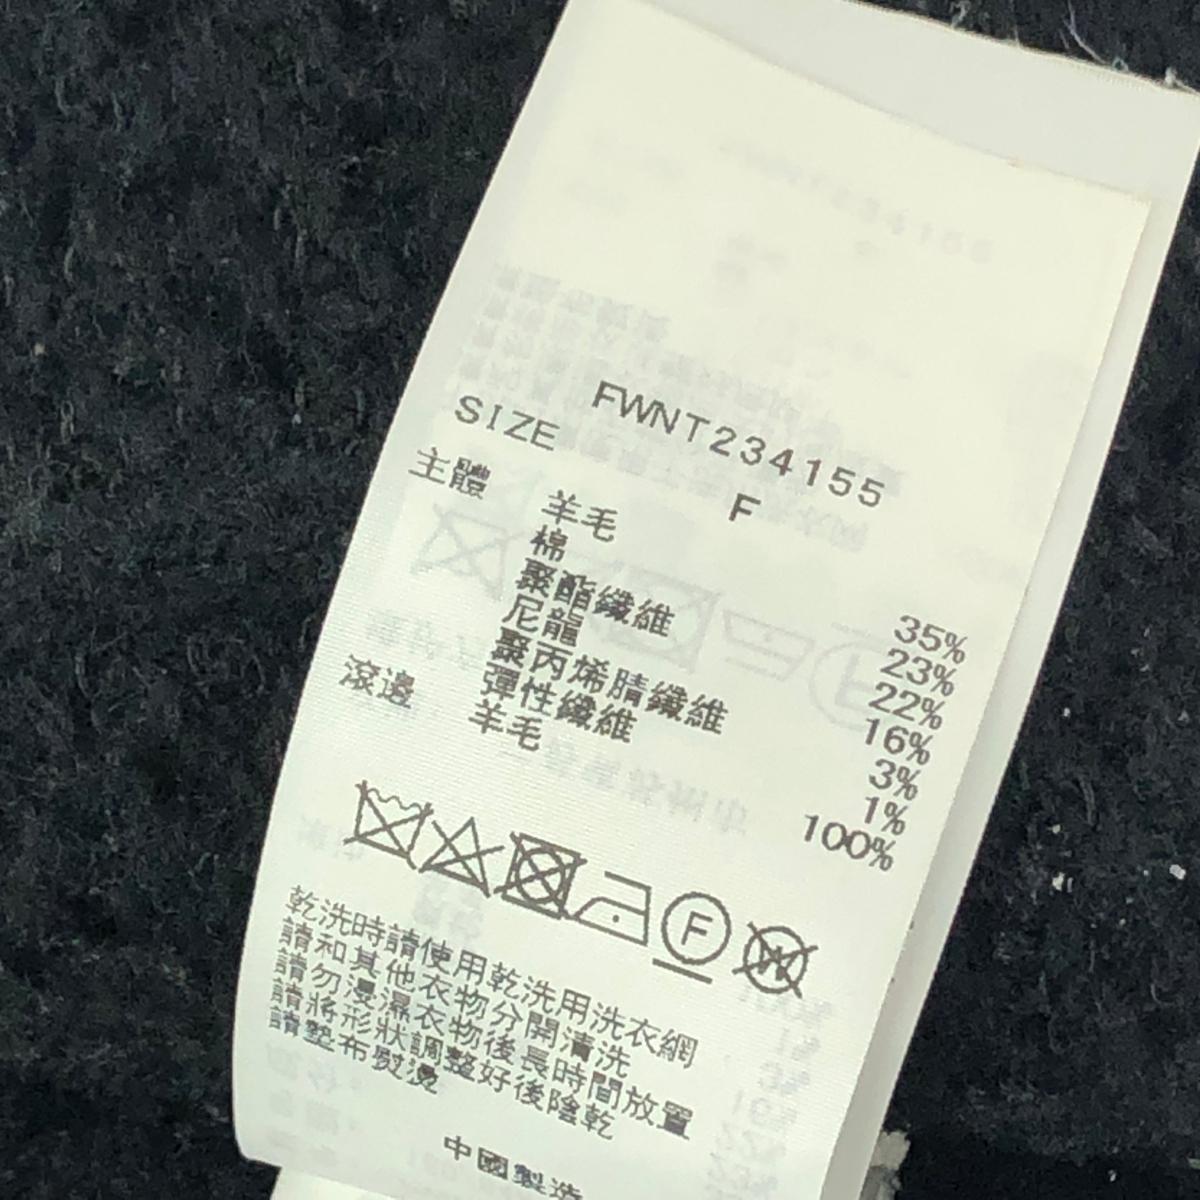 FWNT234155
SIZE F
主體 羊毛 35%
棉 23%
聚酯纖維 22%
尼龍 16%
聚丙烯腈纖維 3%
彈性纖維 1%
滾邊 羊毛 100%
F
W
乾洗時請使用乾洗用洗衣網
請和其他衣物分開清洗
請勿浸濕衣物後長時間放置
請將形狀調整好後陰乾
請墊布熨燙
中國製造